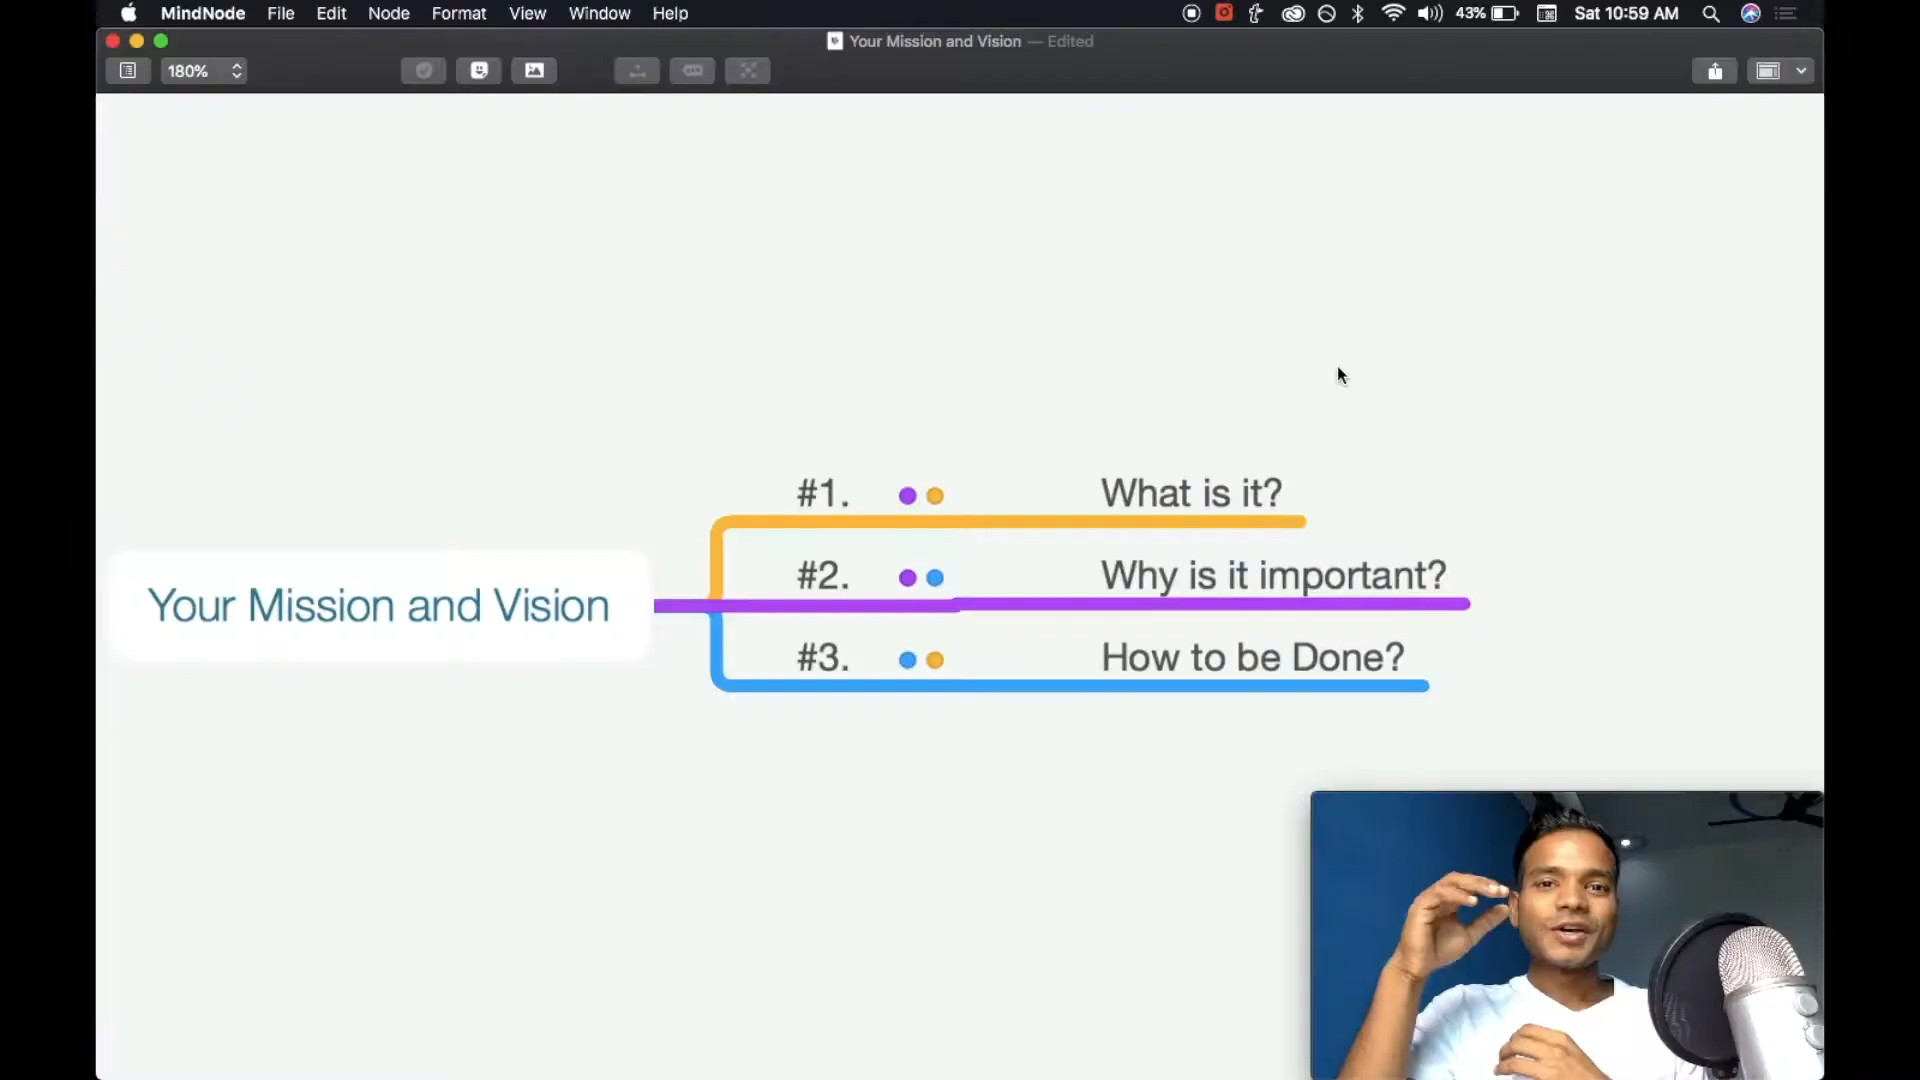 MindNode File Edit Node Format View Window Help 43% Sat 10:59 AM
Your Mission and Vision — Edited
180%
#1. What is it?
#2. Why is it important?
Your Mission and Vision
#3. How to be Done?